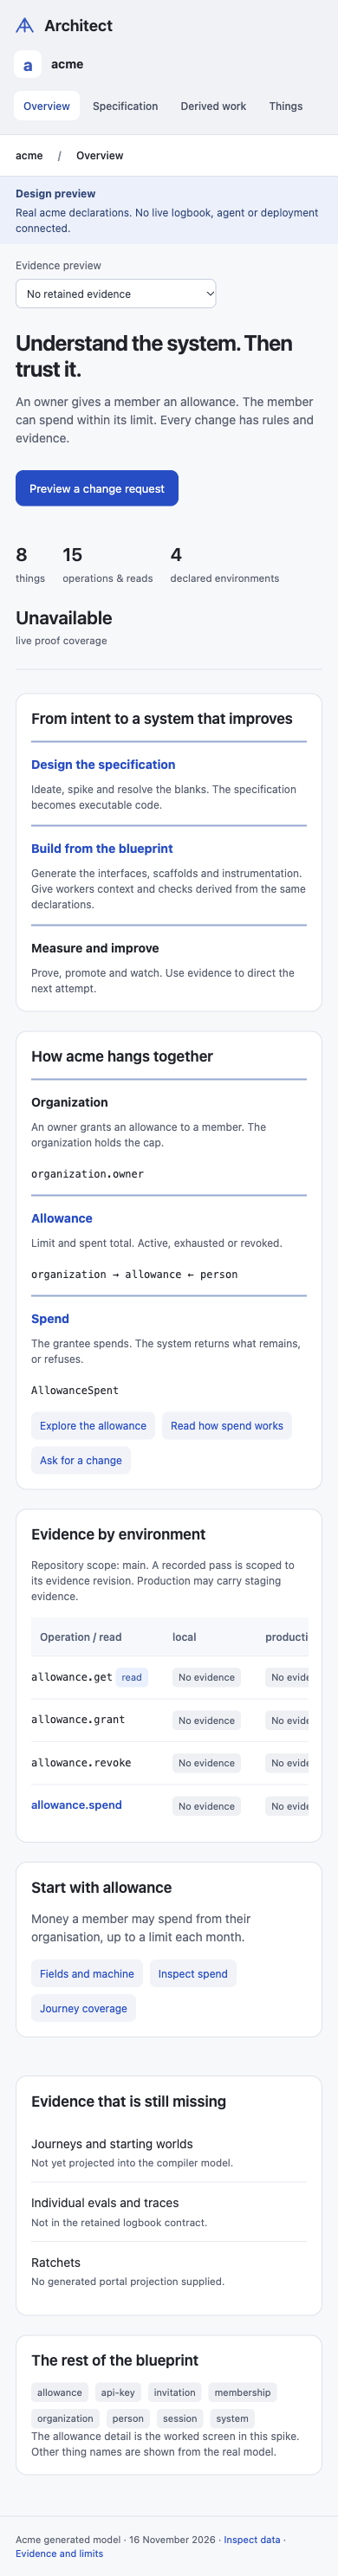 Architect
a acme
Overview Specification Derived work Things
acme / Overview
Design preview
Real acme declarations. No live logbook, agent or deployment
connected.
Evidence preview
No retained evidence
Understand the system. Then
trust it.
An owner gives a member an allowance. The member
can spend within its limit. Every change has rules and
evidence.
Preview a change request
8 15 4
things operations & reads declared environments
Unavailable
live proof coverage
From intent to a system that improves
Design the specification
Ideate, spike and resolve the blanks. The specification
becomes executable code.
Build from the blueprint
Generate the interfaces, scaffolds and instrumentation.
Give workers context and checks derived from the same
declarations.
Measure and improve
Prove, promote and watch. Use evidence to direct the
next attempt.
How acme hangs together
Organization
An owner grants an allowance to a member. The
organization holds the cap.
organization.owner
Allowance
Limit and spent total. Active, exhausted or revoked.
organization → allowance ← person
Spend
The grantee spends. The system returns what remains,
or refuses.
AllowanceSpent
Explore the allowance Read how spend works
Ask for a change
Evidence by environment
Repository scope: main. A recorded pass is scoped to
its evidence revision. Production may carry staging
evidence.
Operation / read local producti
allowance.get read No evidence No evide
allowance.grant No evidence No evide
allowance.revoke No evidence No evide
allowance.spend No evidence No evide
Start with allowance
Money a member may spend from their
organisation, up to a limit each month.
Fields and machine Inspect spend
Journey coverage
Evidence that is still missing
Journeys and starting worlds
Not yet projected into the compiler model.
Individual evals and traces
Not in the retained logbook contract.
Ratchets
No generated portal projection supplied.
The rest of the blueprint
allowance api-key invitation membership
organization person session system
The allowance detail is the worked screen in this spike.
Other thing names are shown from the real model.
Acme generated model · 16 November 2026 · Inspect data ·
Evidence and limits